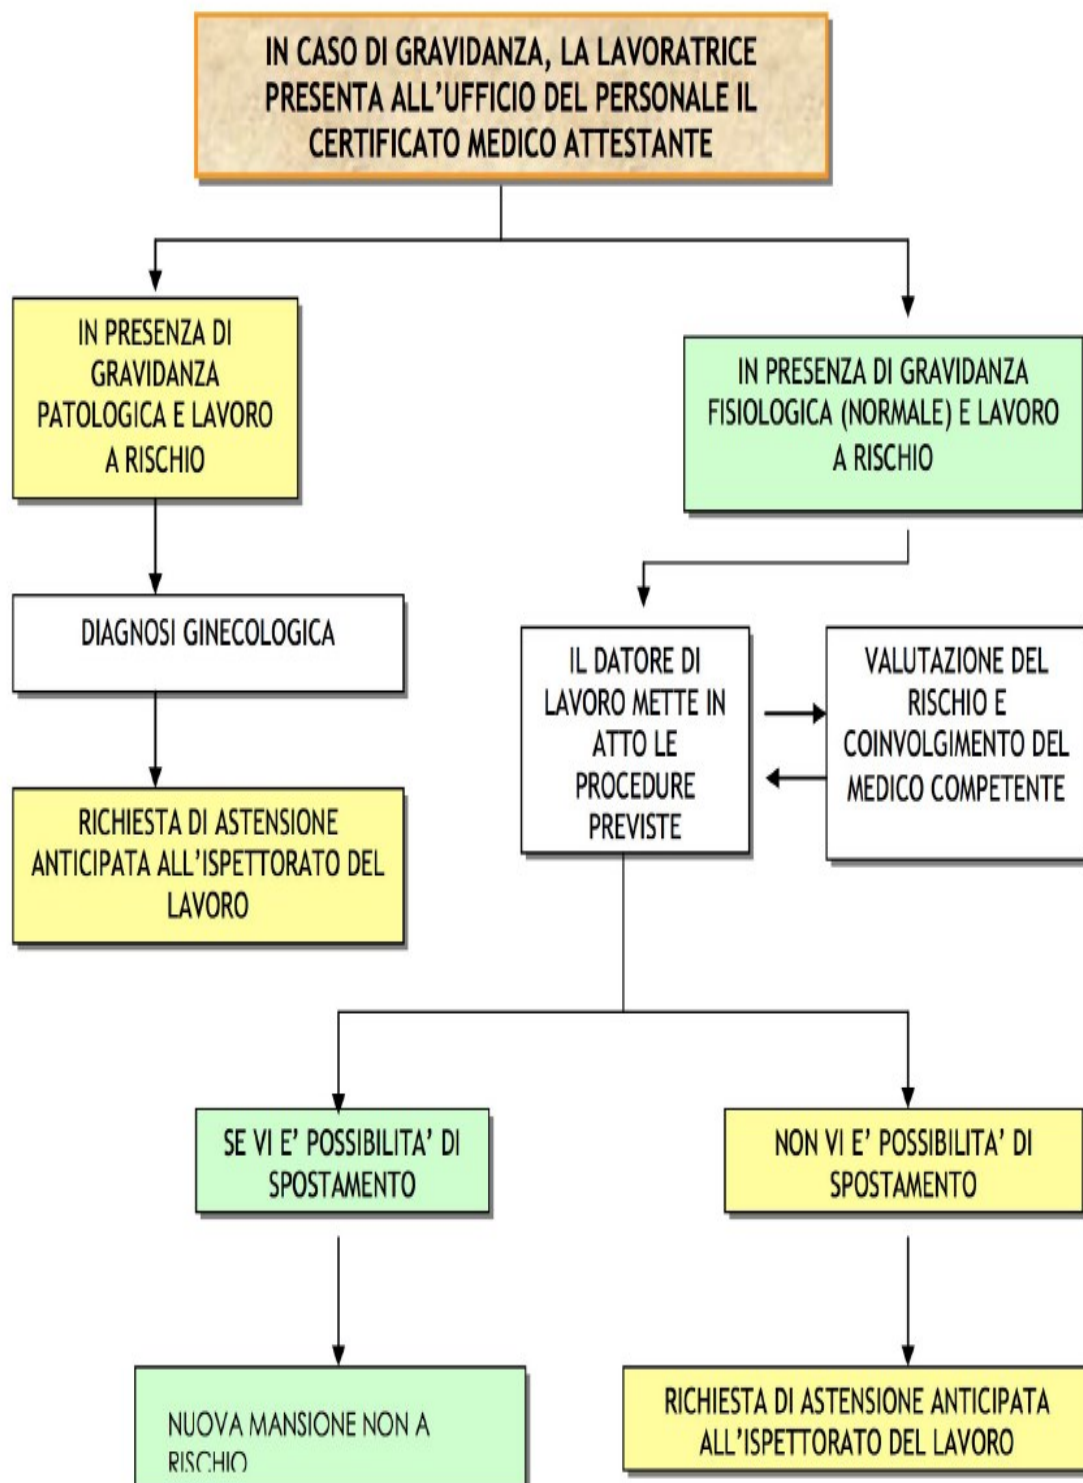 IN CASO DI GRAVIDANZA, LA LAVORATRICE
PRESENTA ALL'UFFICIO DEL PERSONALE IL
CERTIFICATO MEDICO ATTESTANTE
IN PRESENZA DI
GRAVIDANZA
PATOLOGICA E LAVORO
A RISCHIO
IN PRESENZA DI GRAVIDANZA
FISIOLOGICA (NORMALE) E LAVORO
A RISCHIO
DIAGNOSI GINECOLOGICA
RICHIESTA DI ASTENSIONE
ANTICIPATA ALL'ISPETTORATO DEL
LAVORO
IL DATORE DI
LAVORO METTE IN
ATTO LE
PROCEDURE
PREVISTE
VALUTAZIONE DEL
RISCHIO E
COINVOLGIMENTO DEL
MEDICO COMPETENTE
SE VI E' POSSIBILITA' DI
SPOSTAMENTO
NON VI E' POSSIBILITA' DI
SPOSTAMENTO
NUOVA MANSIONE NON A
RISCHIO
RICHIESTA DI ASTENSIONE ANTICIPATA
ALL'ISPETTORATO DEL LAVORO